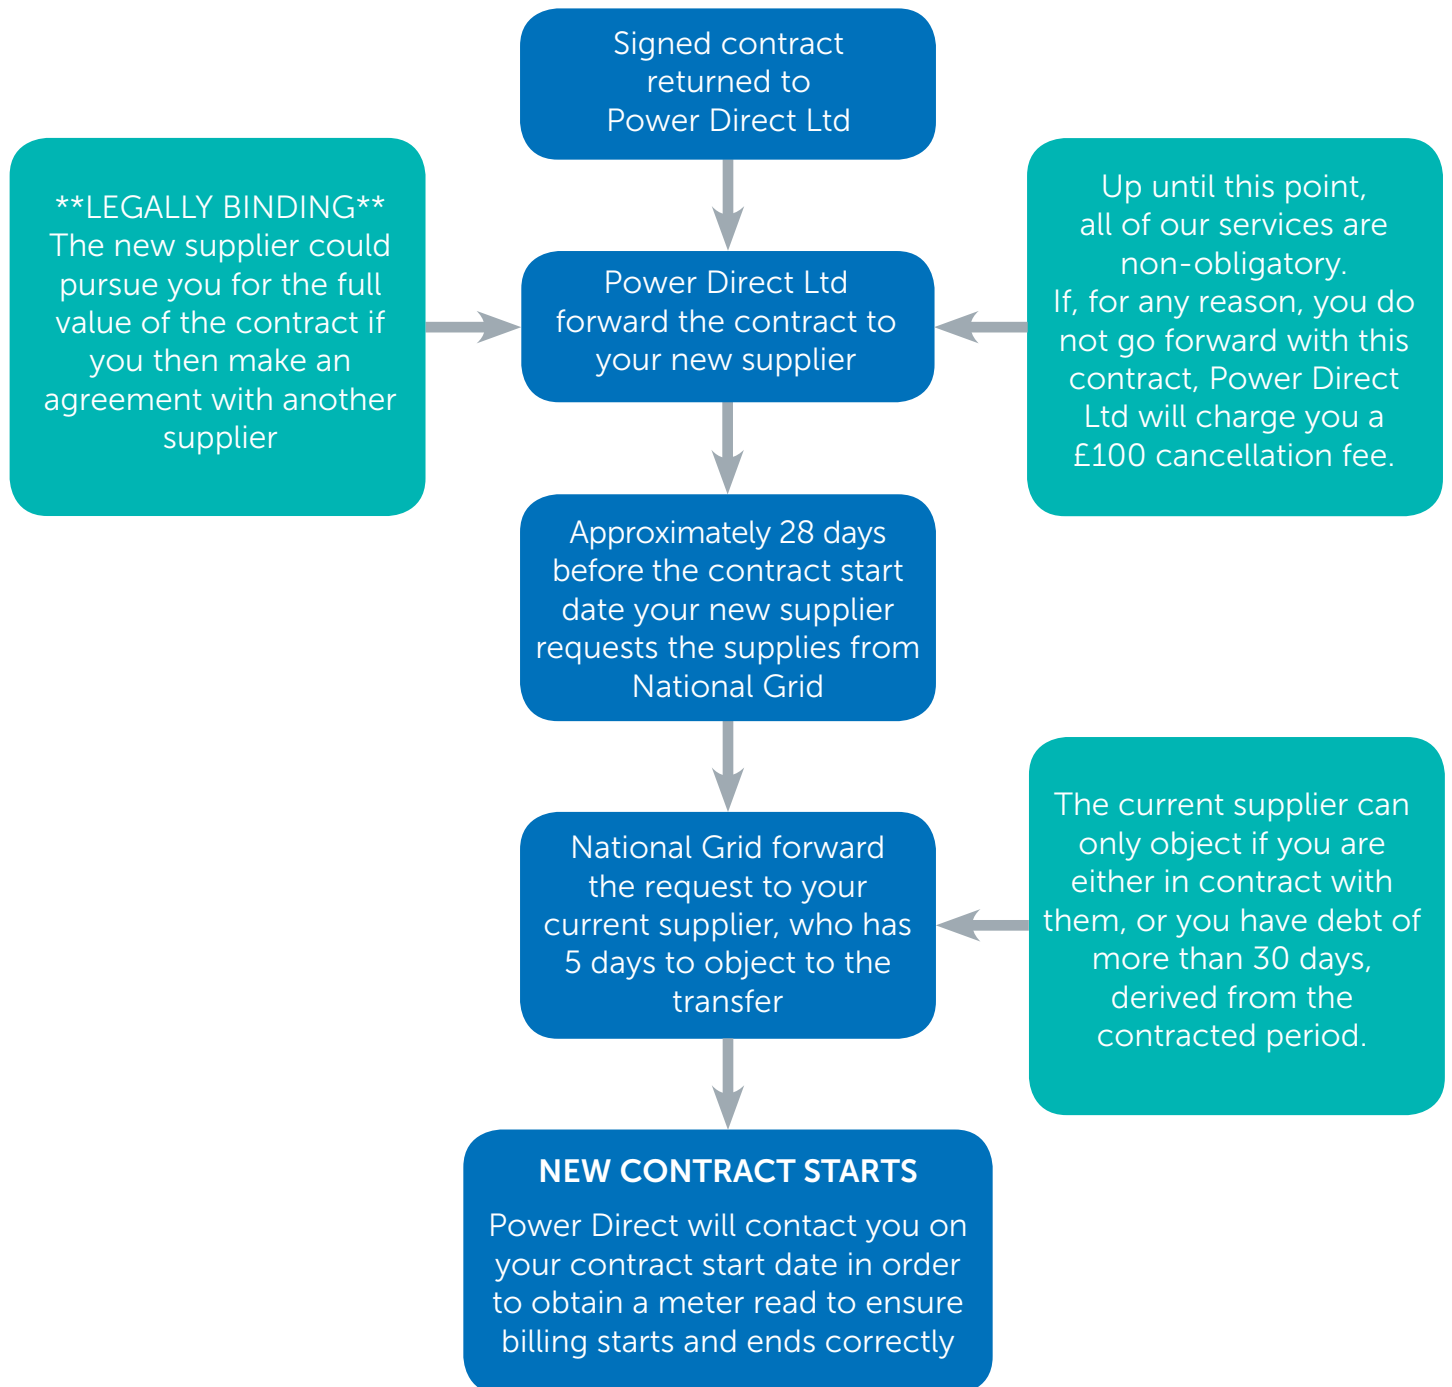 Signed contract
returned to
Power Direct Ltd
**LEGALLY BINDING**
The new supplier could
pursue you for the full
value of the contract if
you then make an
agreement with another
supplier
Power Direct Ltd
forward the contract to
your new supplier
Up until this point,
all of our services are
non-obligatory.
If, for any reason, you do
not go forward with this
contract, Power Direct
Ltd will charge you a
£100 cancellation fee.
Approximately 28 days
before the contract start
date your new supplier
requests the supplies from
National Grid
National Grid forward
the request to your
current supplier, who has
5 days to object to the
transfer
The current supplier can
only object if you are
either in contract with
them, or you have debt of
more than 30 days,
derived from the
contracted period.
NEW CONTRACT STARTS
Power Direct will contact you on
your contract start date in order
to obtain a meter read to ensure
billing starts and ends correctly